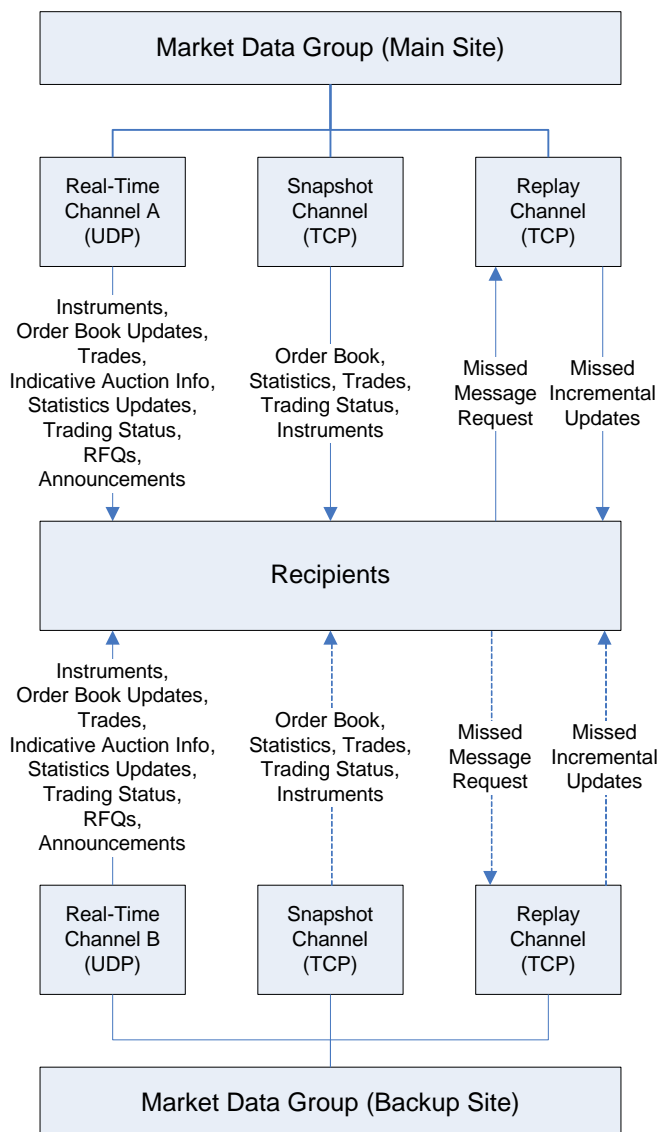 Market Data Group (Main Site)
Real-Time
Channel A
(UDP)
Snapshot
Channel
(TCP)
Replay
Channel
(TCP)
Instruments,
Order Book Updates,
Trades,
Indicative Auction Info,
Statistics Updates,
Trading Status,
RFQs,
Announcements
Order Book,
Statistics, Trades,
Trading Status,
Instruments
Missed
Message
Request
Missed
Incremental
Updates
Recipients
Instruments,
Order Book Updates,
Trades,
Indicative Auction Info,
Statistics Updates,
Trading Status,
RFQs,
Announcements
Order Book,
Statistics, Trades,
Trading Status,
Instruments
Missed
Message
Request
Missed
Incremental
Updates
Real-Time
Channel B
(UDP)
Snapshot
Channel
(TCP)
Replay
Channel
(TCP)
Market Data Group (Backup Site)